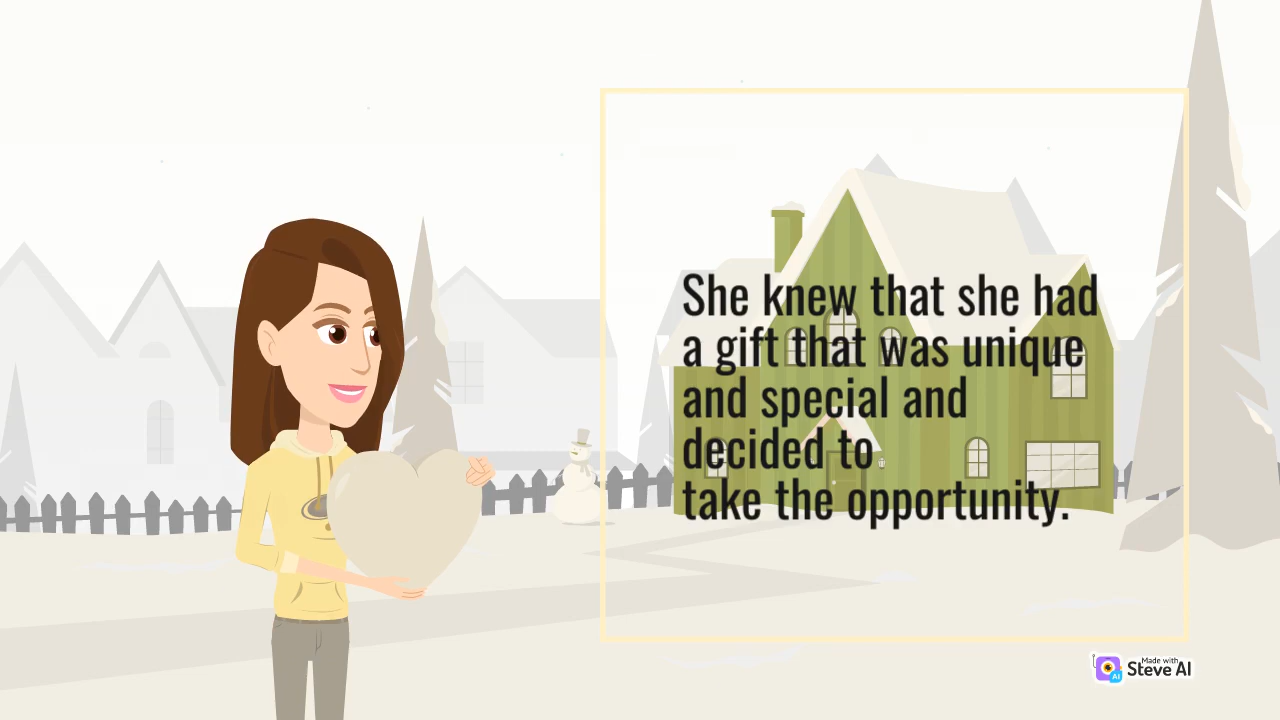 She knew that she had
a gift that was unique
and special and
decided to
take the opportunity.
Made with
Steve AI
AI